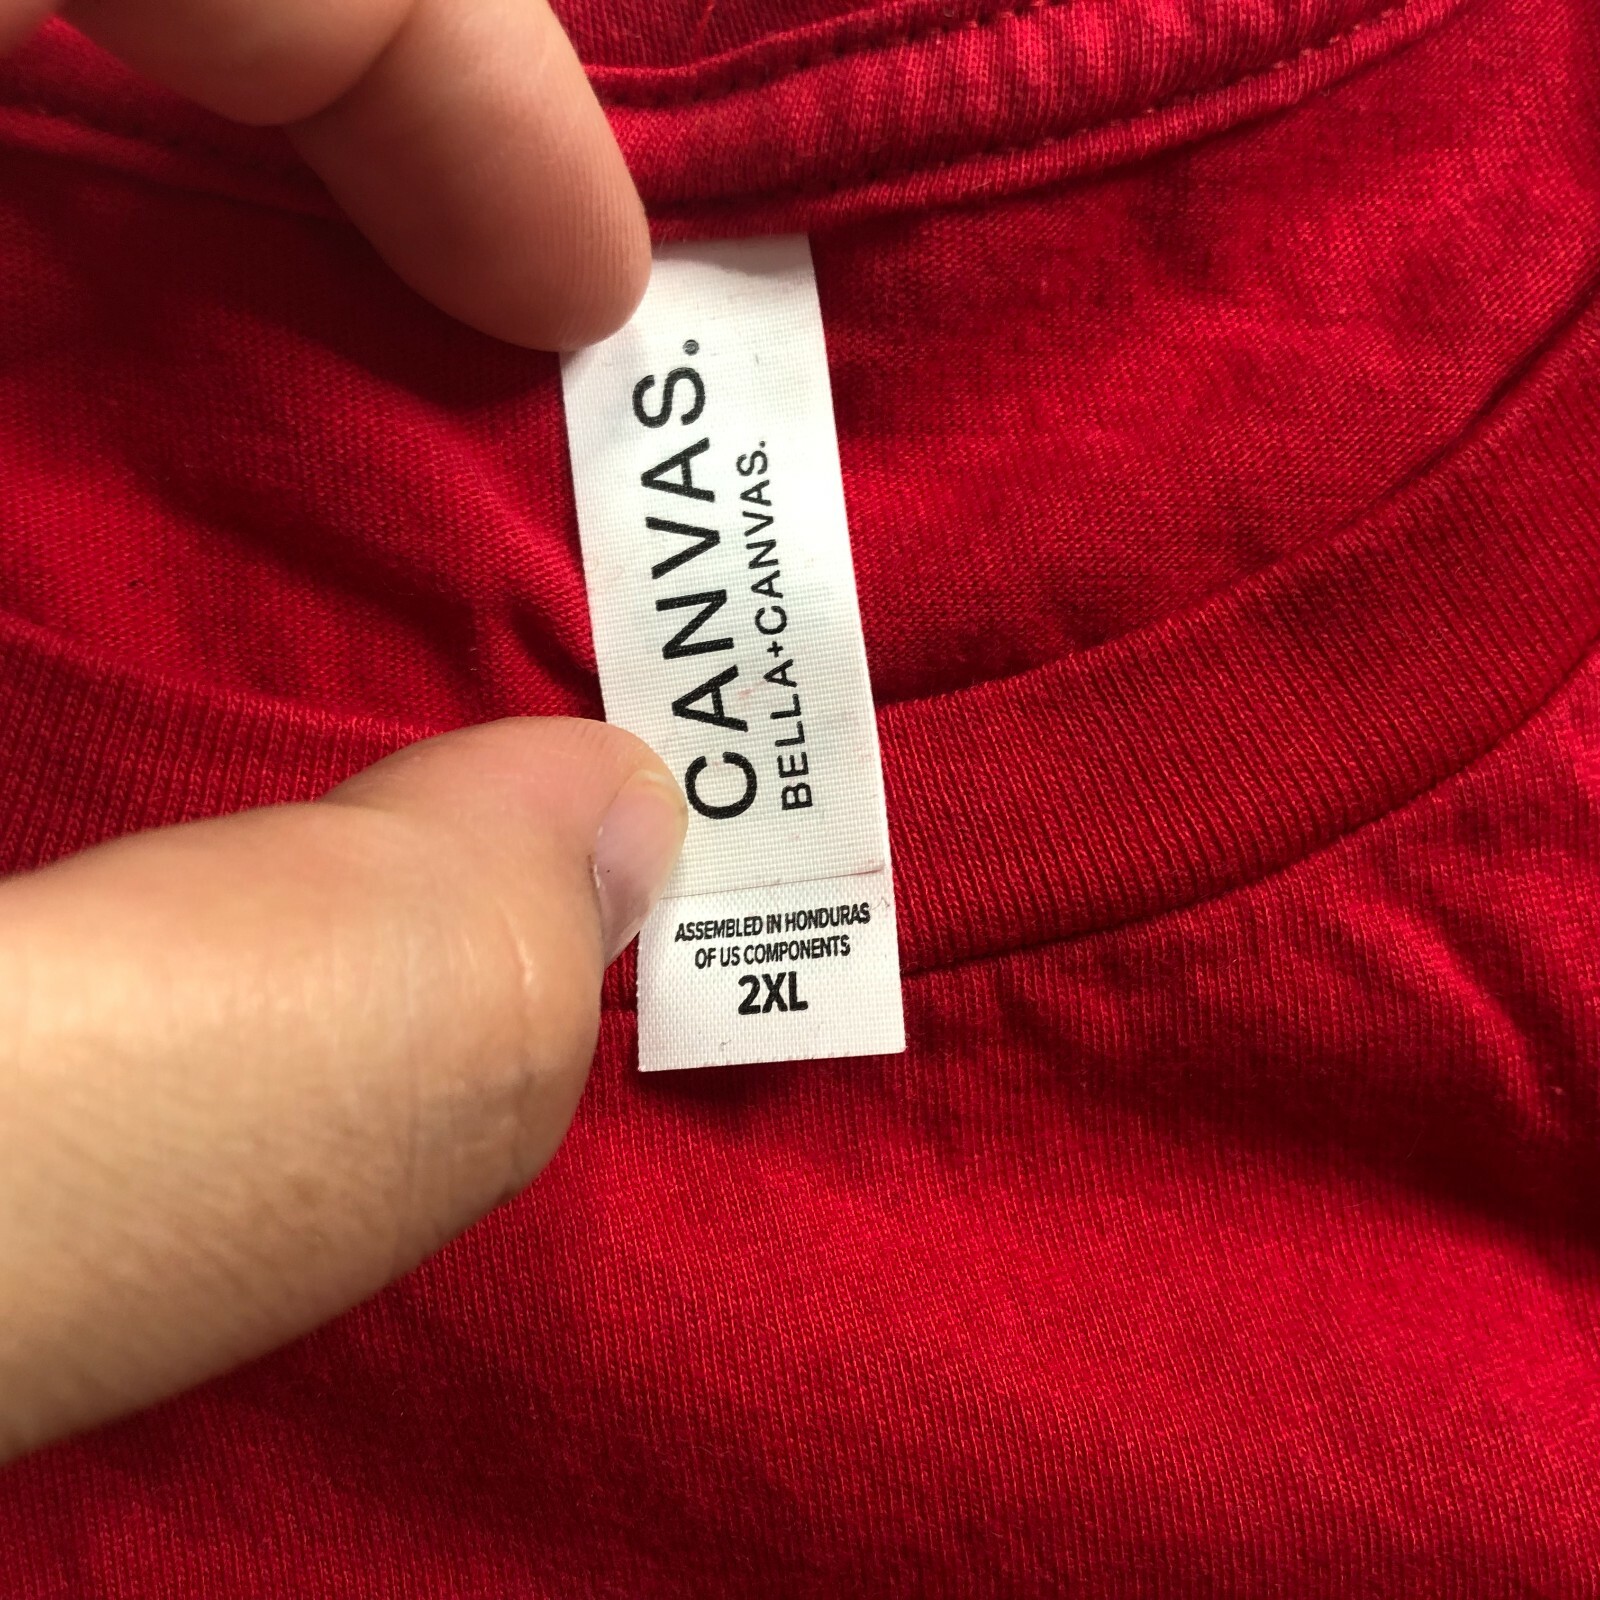 CANVAS.
BELLA+CANVAS.
ASSEMBLED IN HONDURAS
OF US COMPONENTS
2XL